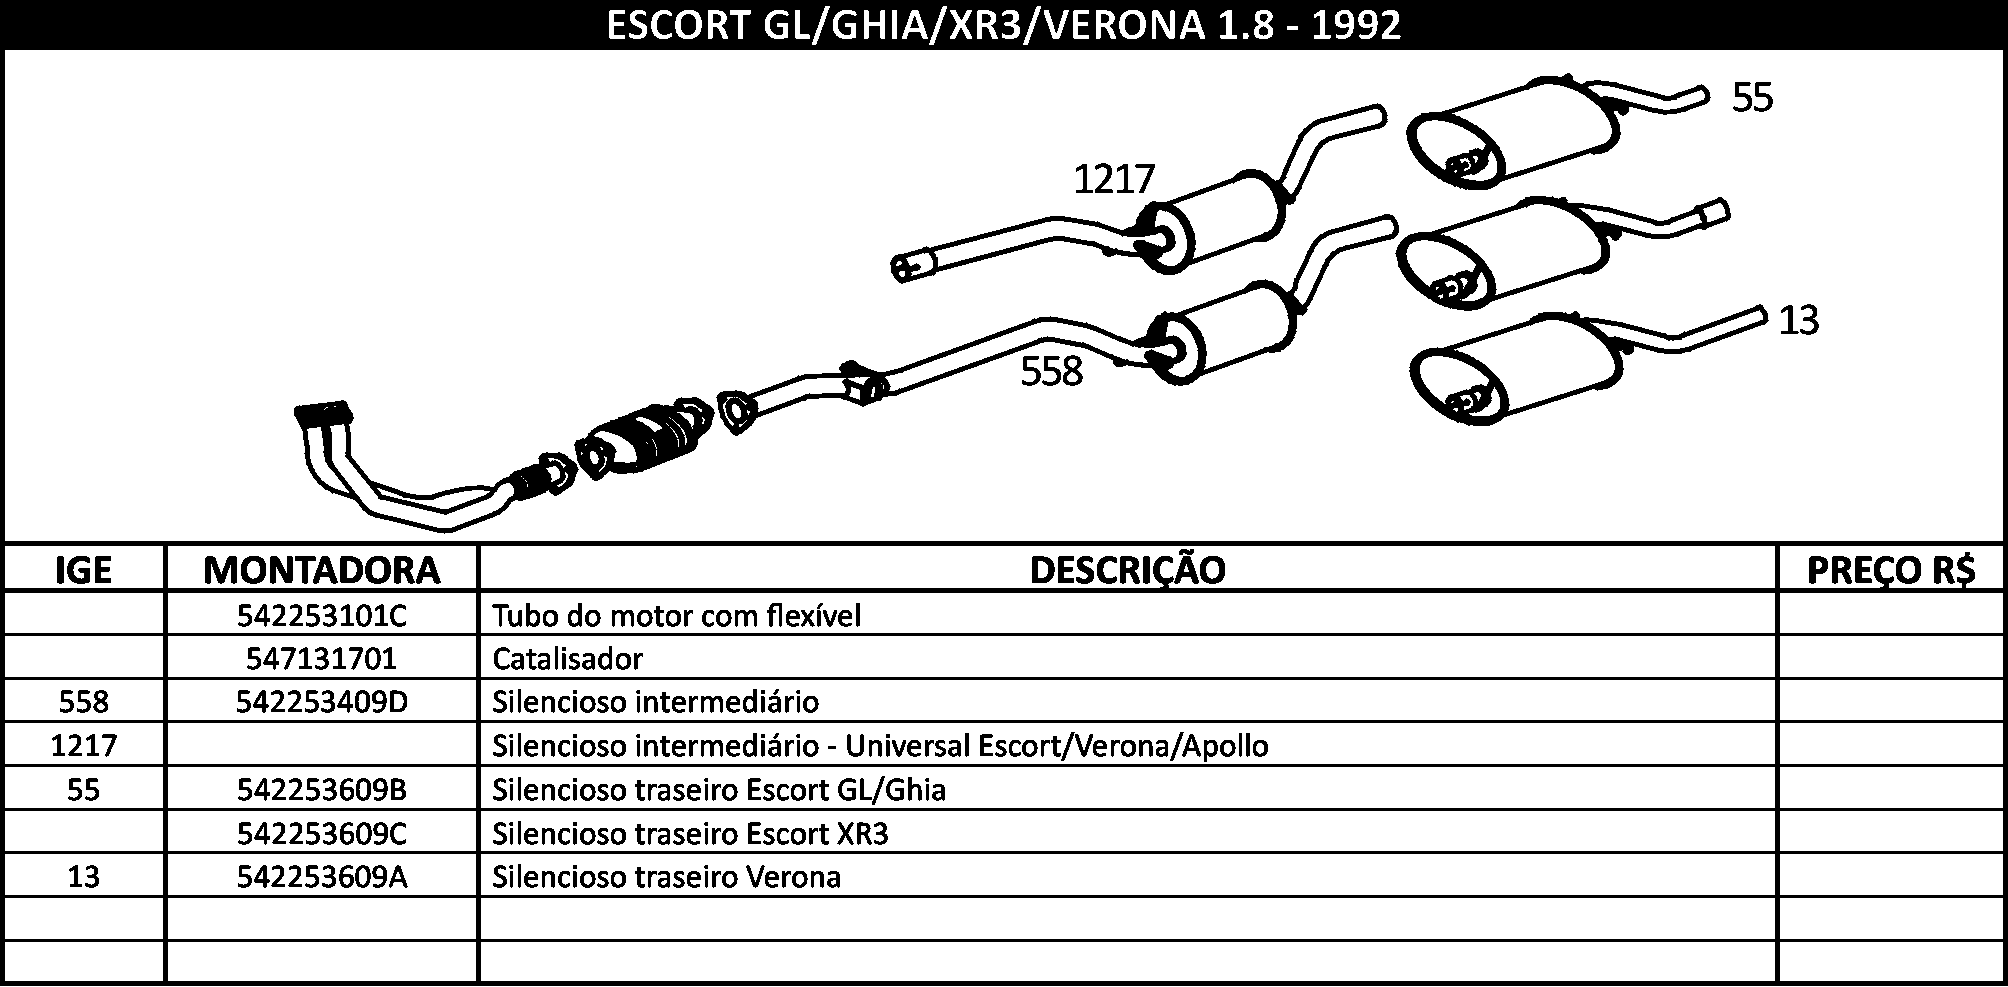 ESCORT GL/GHIA/XR3/VERONA 1.8 - 1992
55
1217
13
558
IGE MONTADORA DESCRIÇÃO PREÇO R$
542253101C Tubo do motor com flexível
547131701 Catalisador
558 542253409D Silencioso intermediário
1217 Silencioso intermediário - Universal Escort/Verona/Apollo
55 542253609B Silencioso traseiro Escort GL/Ghia
542253609C Silencioso traseiro Escort XR3
13 542253609A Silencioso traseiro Verona